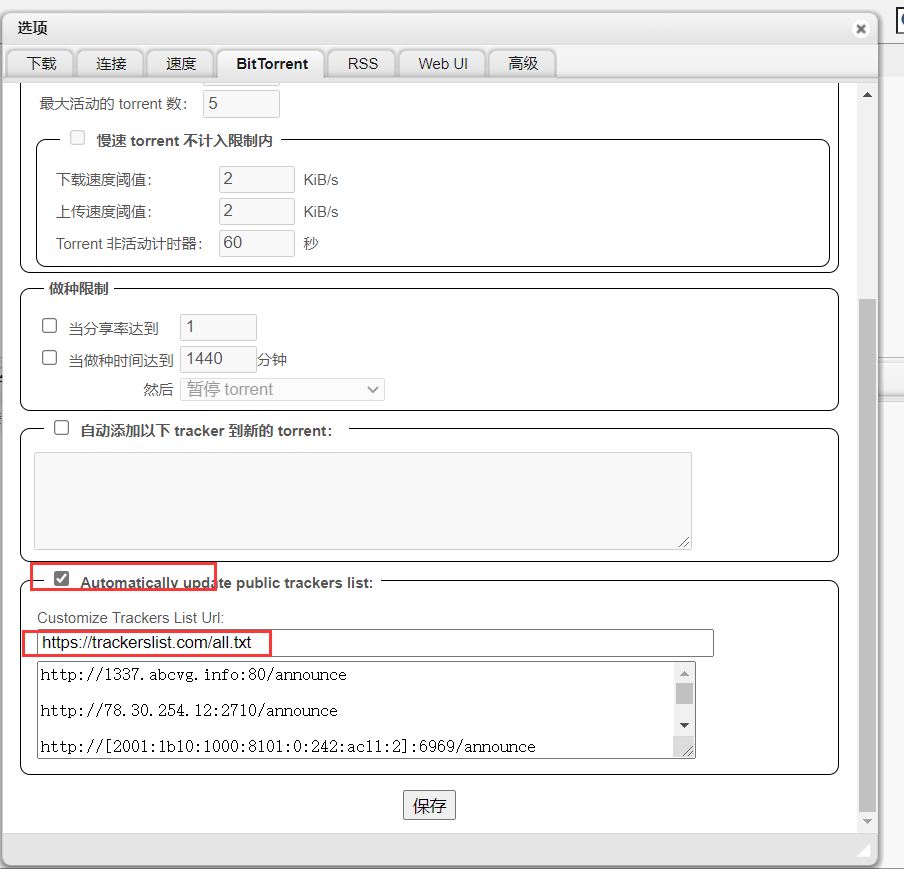 选项
下载 连接 速度 BitTorrent RSS Web UI 高级
最大活动的 torrent 数： 5
慢速 torrent 不计入限制内
下载速度阈值： 2 KiB/s
上传速度阈值： 2 KiB/s
Torrent 非活动计时器： 60 秒
做种限制
当分享率达到 1
当做种时间达到 1440 分钟
然后 暂停 torrent
自动添加以下 tracker 到新的 torrent：
Automatically update public trackers list:
Customize Trackers List Url:
https://trackerslist.com/all.txt
http://1337.abcvg.info:80/announce
http://78.30.254.12:2710/announce
http://[2001:1b10:1000:8101:0:242:ac11:2]:6969/announce
保存